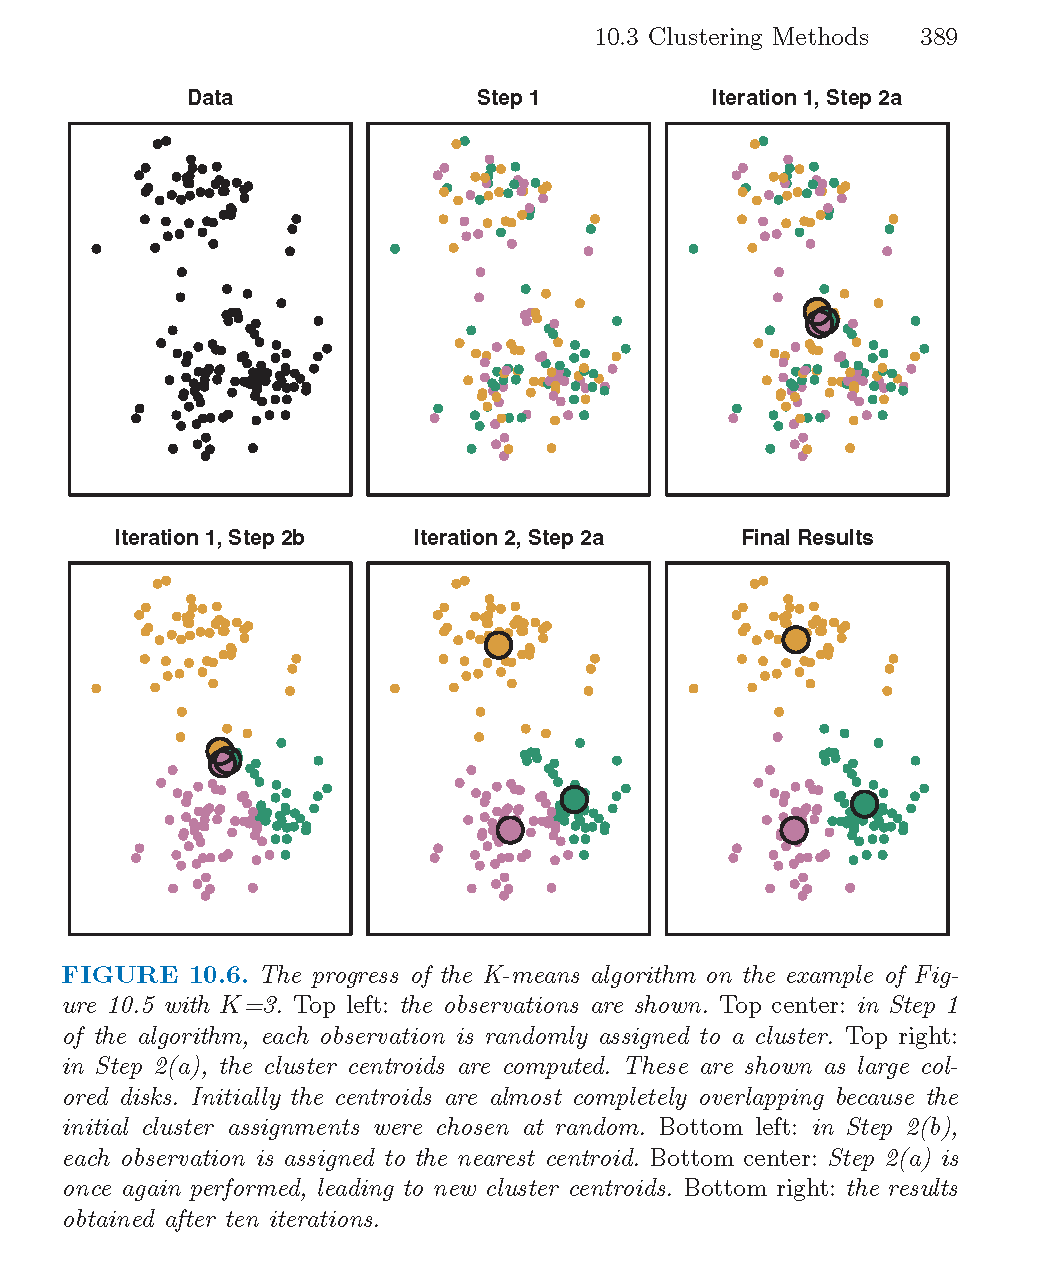 10.3 Clustering Methods 389
Data Step 1 Iteration 1, Step 2a
Iteration 1, Step 2b Iteration 2, Step 2a Final Results
FIGURE 10.6. The progress of the K-means algorithm on the example of Fig-
ure 10.5 with K=3. Top left: the observations are shown. Top center: in Step 1
of the algorithm, each observation is randomly assigned to a cluster. Top right:
in Step 2(a), the cluster centroids are computed. These are shown as large col-
ored disks. Initially the centroids are almost completely overlapping because the
initial cluster assignments were chosen at random. Bottom left: in Step 2(b),
each observation is assigned to the nearest centroid. Bottom center: Step 2(a) is
once again performed, leading to new cluster centroids. Bottom right: the results
obtained after ten iterations.